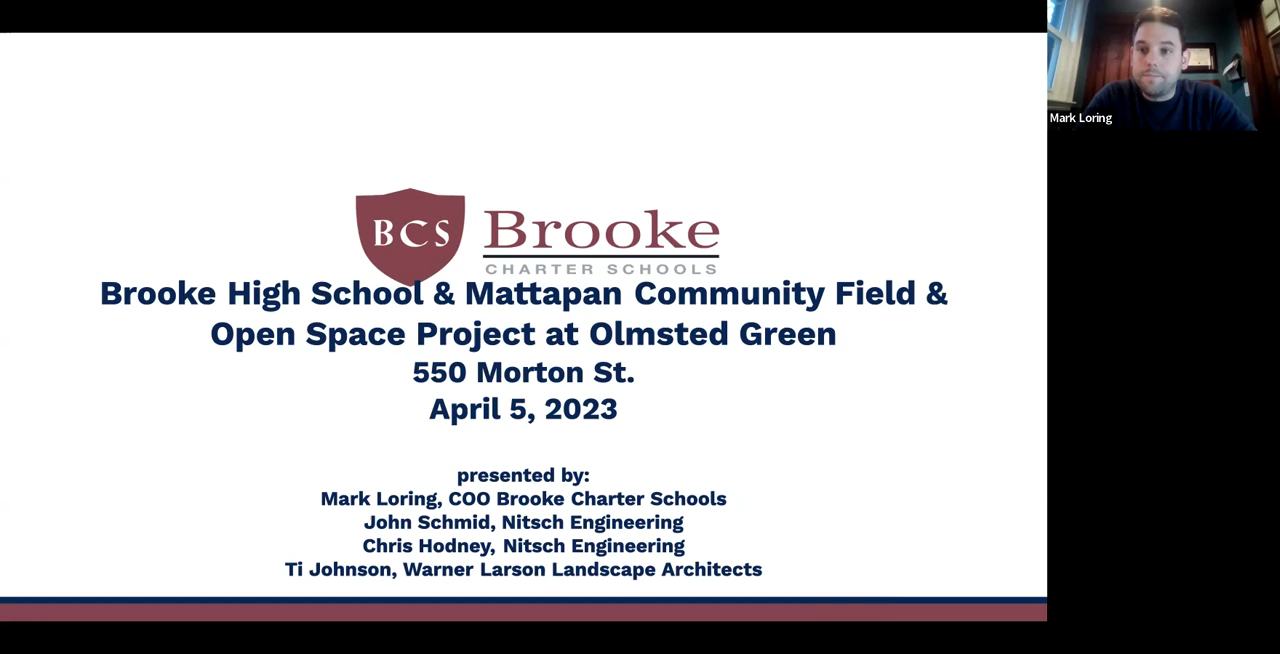 BCS
Brooke
CHARTER SCHOOLS
Brooke High School & Mattapan Community Field &
Open Space Project at Olmsted Green
550 Morton St.
April 5, 2023
presented by:
Mark Loring, COO Brooke Charter Schools
John Schmid, Nitsch Engineering
Chris Hodney, Nitsch Engineering
Ti Johnson, Warner Larson Landscape Architects
Mark Loring